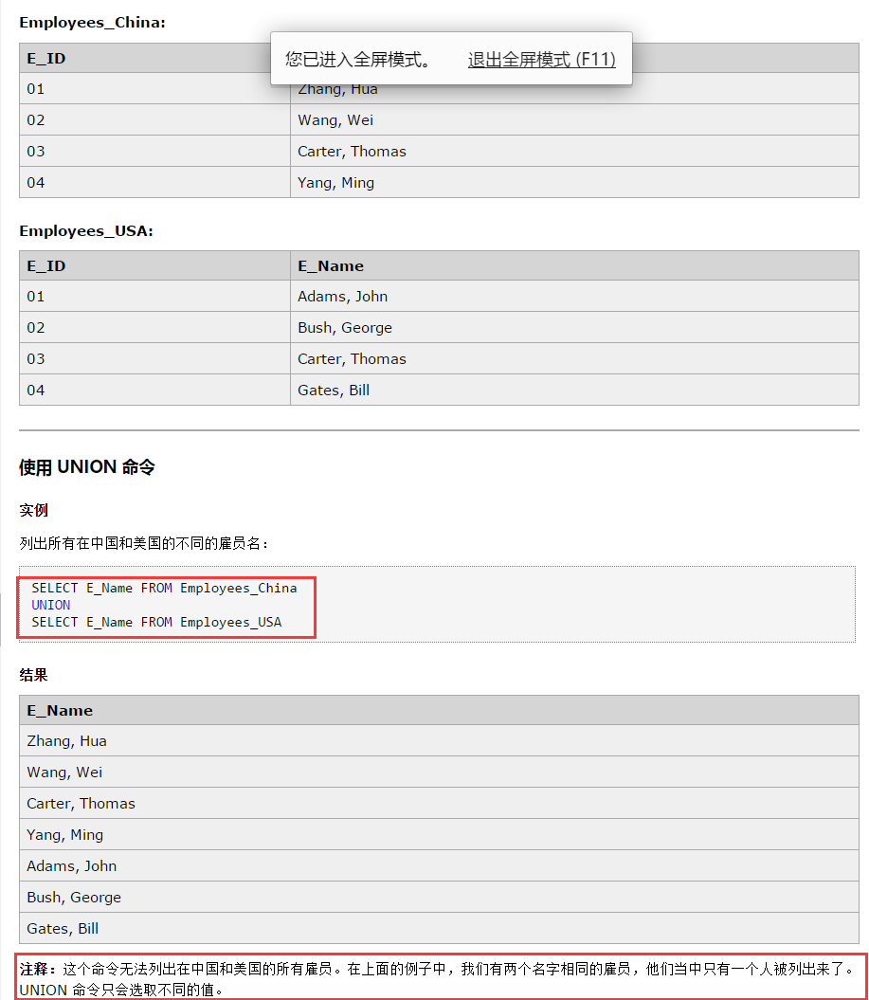 Employees_China:
E_ID
您已进入全屏模式。 退出全屏模式 (F11)
01 Zhang, Hua
02 Wang, Wei
03 Carter, Thomas
04 Yang, Ming
Employees_USA:
E_ID E_Name
01 Adams, John
02 Bush, George
03 Carter, Thomas
04 Gates, Bill
使用 UNION 命令
实例
列出所有在中国和美国的不同的雇员名：
SELECT E_Name FROM Employees_China
UNION
SELECT E_Name FROM Employees_USA
结果
E_Name
Zhang, Hua
Wang, Wei
Carter, Thomas
Yang, Ming
Adams, John
Bush, George
Gates, Bill
注释：这个命令无法列出在中国和美国的所有雇员。在上面的例子中，我们有两个名字相同的雇员，他们当中只有一个人被列出来了。
UNION 命令只会选取不同的值。